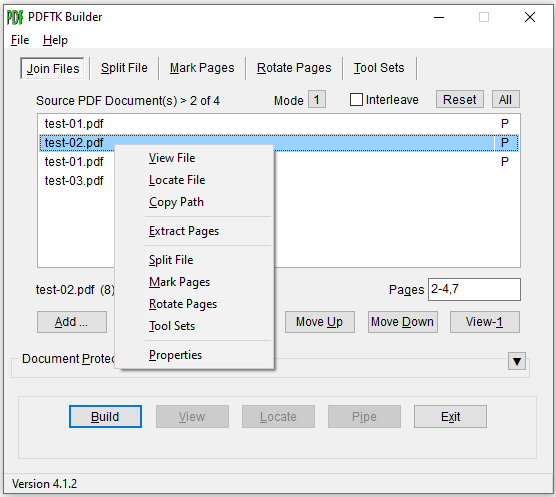 PDF PDFTK Builder
File Help
Join Files Split File Mark Pages Rotate Pages Tool Sets
Source PDF Document(s) > 2 of 4 Mode 1 Interleave Reset All
test-01.pdf P
test-02.pdf P
test-01.pdf P
test-03.pdf
View File
Locate File
Copy Path
Extract Pages
Split File
Mark Pages
Rotate Pages
Tool Sets
Properties
test-02.pdf (8) Pages 2-4,7
Add ... Move Up Move Down View-1
Document Protec
Build View Locate Pipe Exit
Version 4.1.2